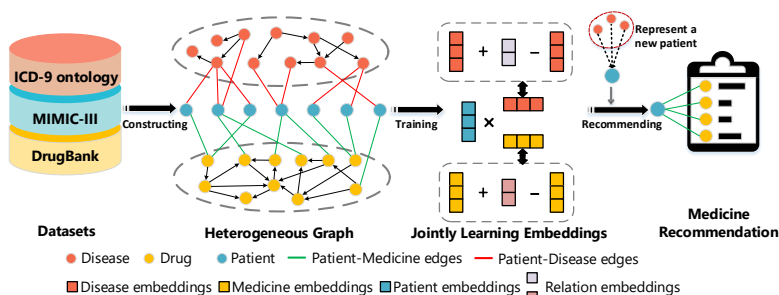 ICD-9 ontology
MIMIC-III
DrugBank
Constructing
Training
Recommending
Represent a
new patient
Datasets
Heterogeneous Graph
Jointly Learning Embeddings
Medicine
Recommendation
Disease
Drug
Patient
Patient-Medicine edges
Patient-Disease edges
Disease embeddings
Medicine embeddings
Patient embeddings
Relation embeddings